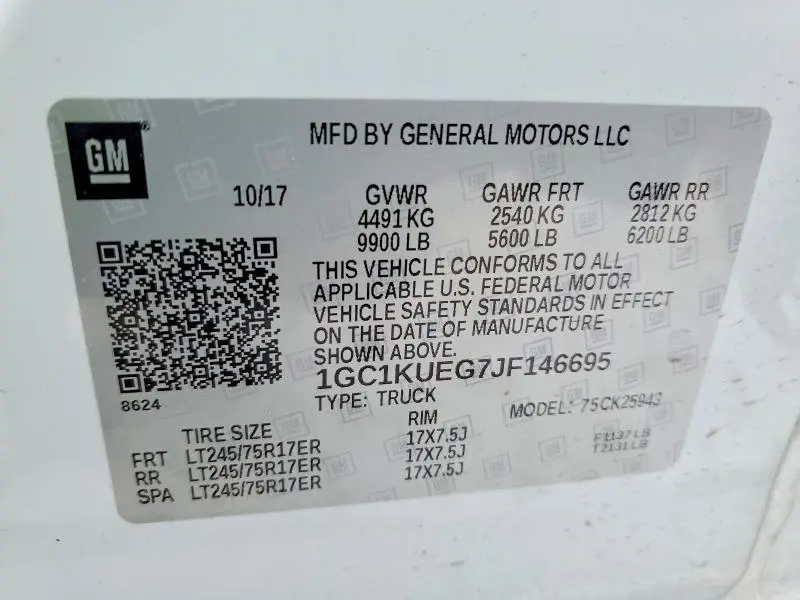 GM
MFD BY GENERAL MOTORS LLC
10/17 GVWR GAWR FRT GAWR RR
4491 KG 2540 KG 2812 KG
9900 LB 5600 LB 6200 LB
THIS VEHICLE CONFORMS TO ALL
APPLICABLE U.S. FEDERAL MOTOR
VEHICLE SAFETY STANDARDS IN EFFECT
ON THE DATE OF MANUFACTURE
SHOWN ABOVE.
1GC1KUEG7JF146695
8624
TYPE: TRUCK MODEL: 75CK25943
TIRE SIZE RIM
FRT LT245/75R17ER 17X7.5J F1137LB
RR LT245/75R17ER 17X7.5J T2131LB
SPA LT245/75R17ER 17X7.5J